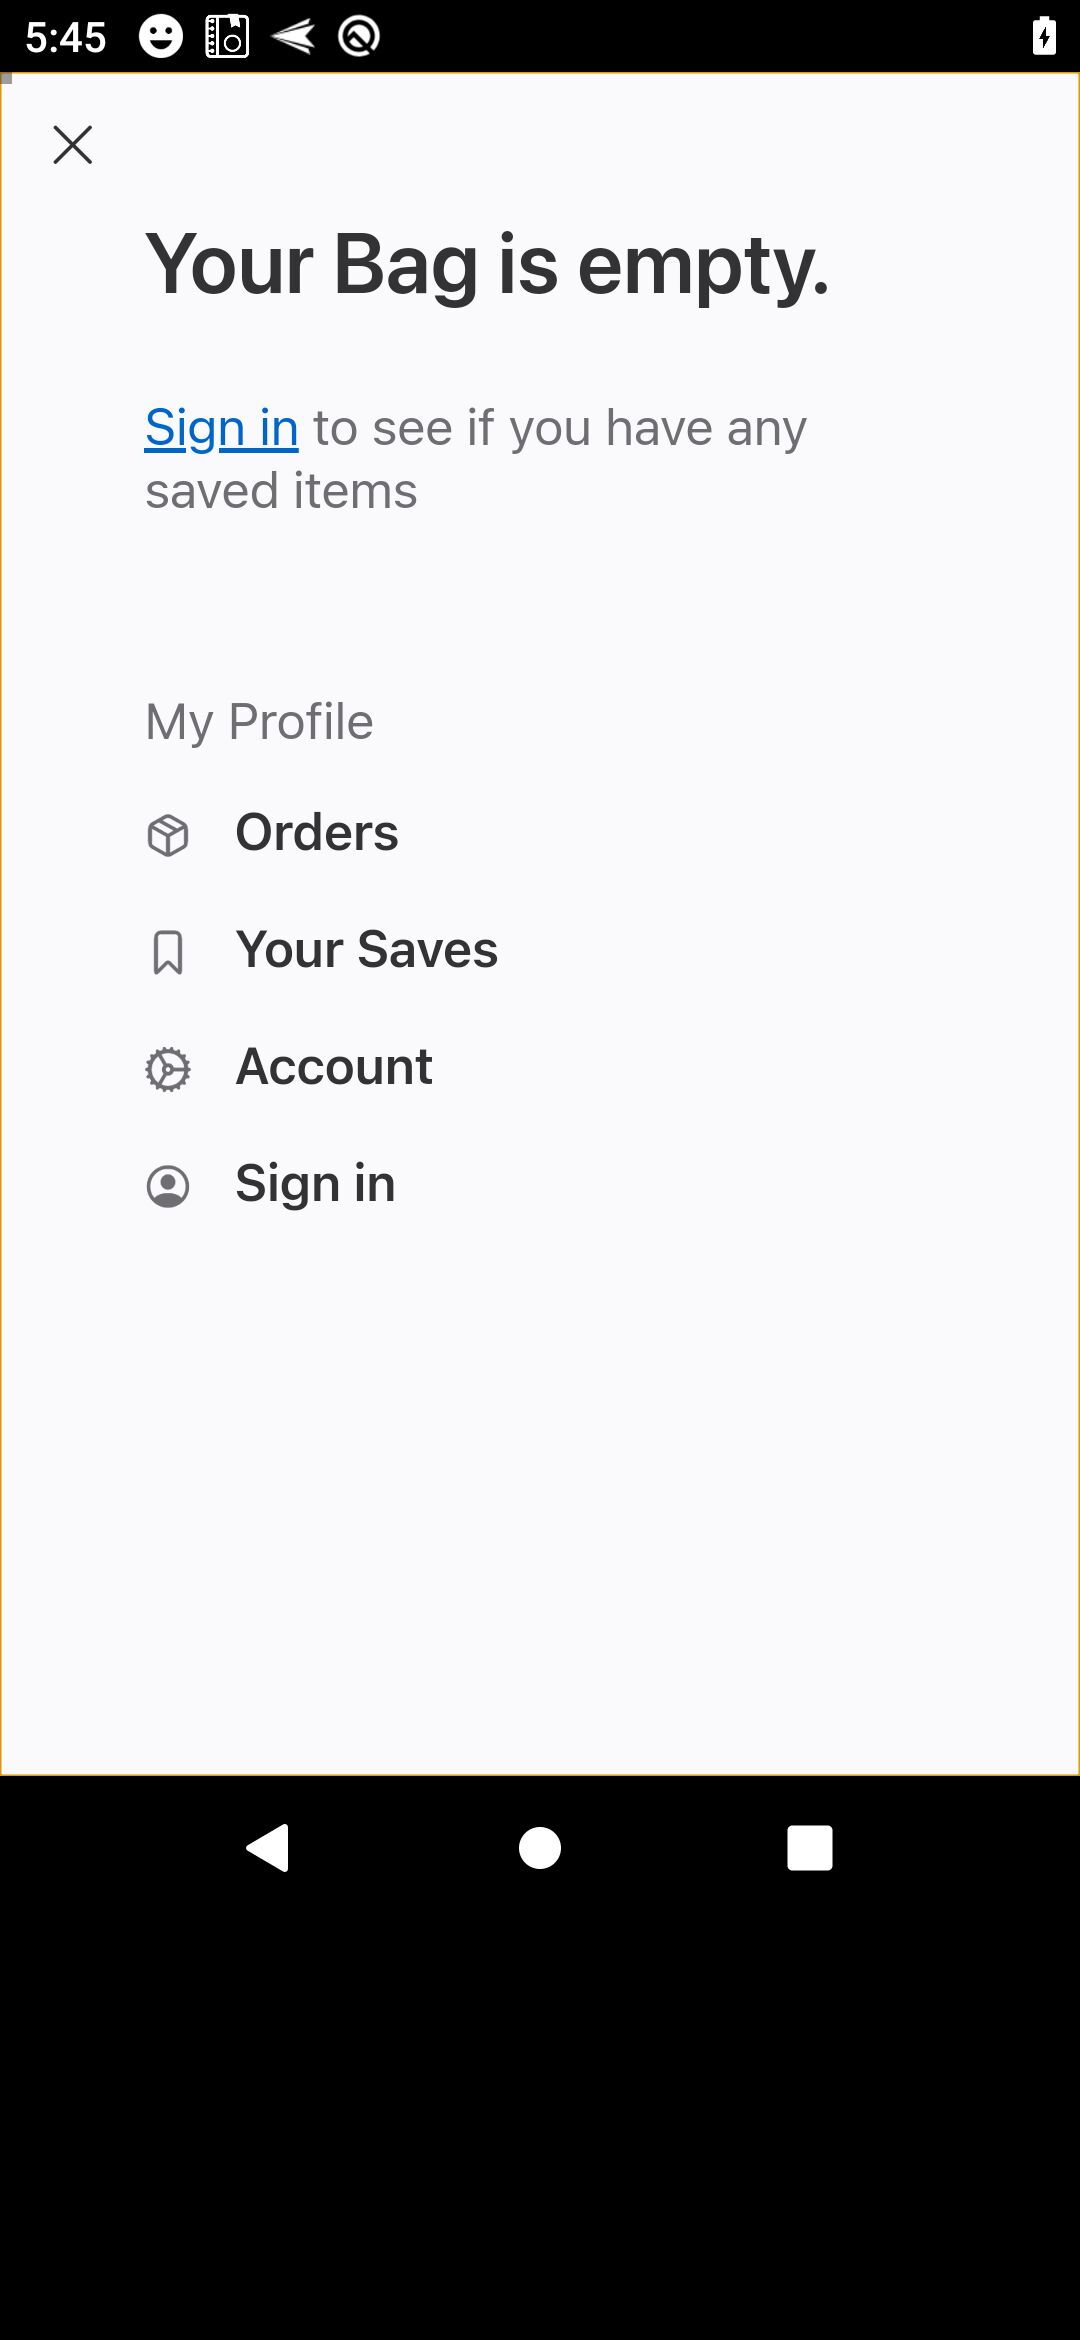 5:45
Your Bag is empty.
Sign in to see if you have any
saved items
My Profile
Orders
Your Saves
Account
Sign in